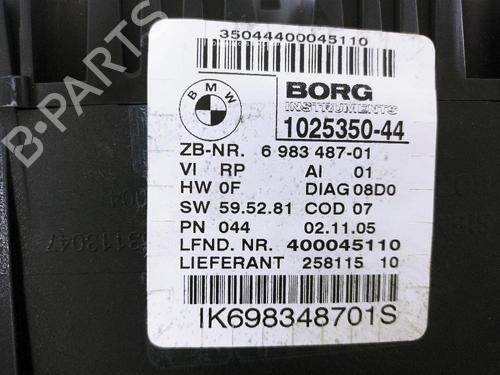 35044400045110
BMW
BORG
INSTRUMENTS
1025350-44
ZB-NR. 6 983 487-01
VI RP AI 01
HW 0F DIAG 08D0
SW 59.52.81 COD 07
PN 044 02.11.05
LFND. NR. 400045110
LIEFERANT 258115 10
IK698348701S
B PARTS